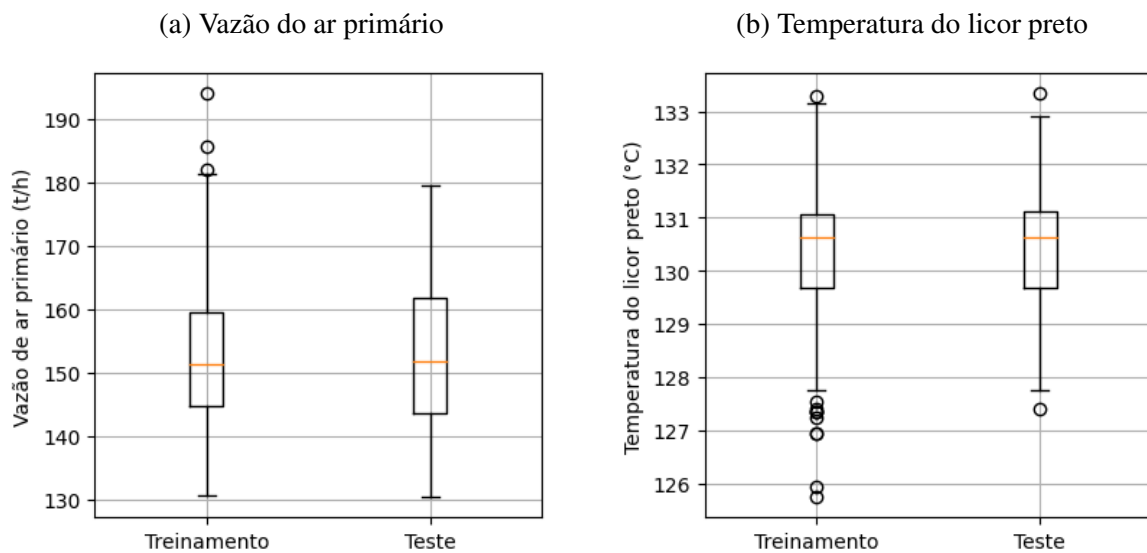 (a) Vazão do ar primário
Vazão de ar primário (t/h)
190
180
170
160
150
140
130
Treinamento Teste
(b) Temperatura do licor preto
Temperatura do licor preto (°C)
133
132
131
130
129
128
127
126
Treinamento Teste